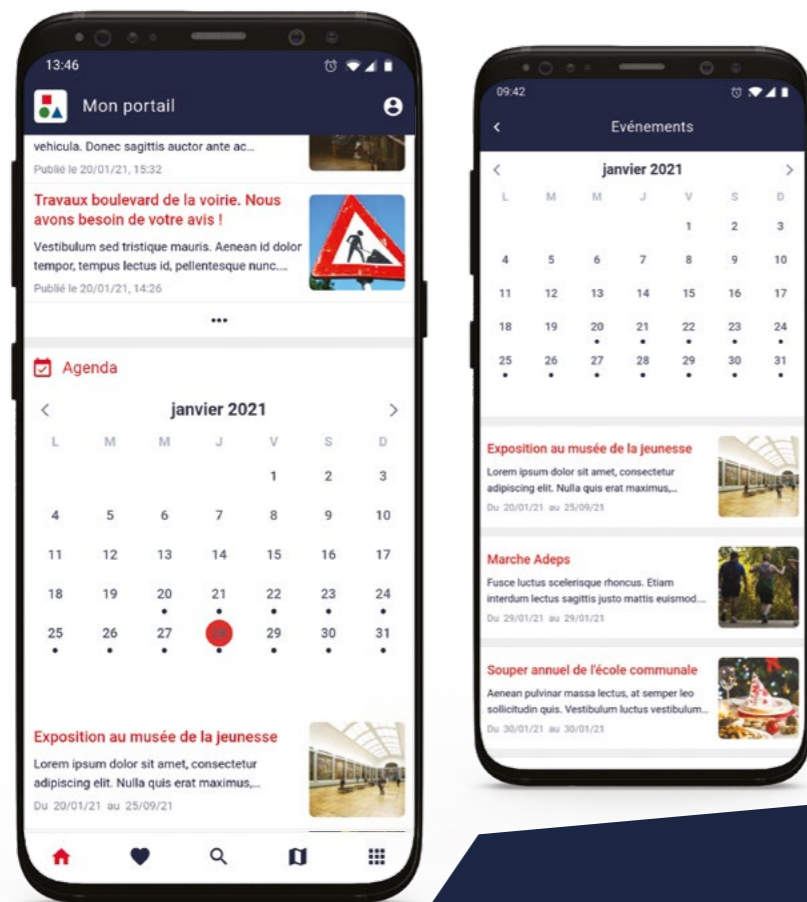 13:46
Mon portail
vehicula. Donec sagittis auctor ante ac...
Publié le 20/01/21, 15:32
Travaux boulevard de la voirie. Nous
avons besoin de votre avis !
Vestibulum sed tristique mauris. Aenean id dolor
tempor, tempus lectus id, pellentesque nunc....
Publié le 20/01/21, 14:26
Agenda
janvier 2021
L M M J V S D
1 2 3
4 5 6 7 8 9 10
11 12 13 14 15 16 17
18 19 20 21 22 23 24
25 26 27 28 29 30 31
Exposition au musée de la jeunesse
Lorem ipsum dolor sit amet, consectetur
adipiscing elit. Nulla quis erat maximus,...
Du 20/01/21 au 25/09/21
09:42
Evénements
janvier 2021
L M M J V S D
1 2 3
4 5 6 7 8 9 10
11 12 13 14 15 16 17
18 19 20 21 22 23 24
25 26 27 28 29 30 31
Exposition au musée de la jeunesse
Lorem ipsum dolor sit amet, consectetur
adipiscing elit. Nulla quis erat maximus,...
Du 20/01/21 au 25/09/21
Marche Adeps
Fusce luctus scelerisque rhoncus. Etiam
interdum lectus sagittis justo mattis euismod....
Du 29/01/21 au 29/01/21
Souper annuel de l'école communale
Aenean pulvinar massa lectus, at semper leo
sollicitudin quis. Vestibulum luctus vestibulum...
Du 30/01/21 au 30/01/21